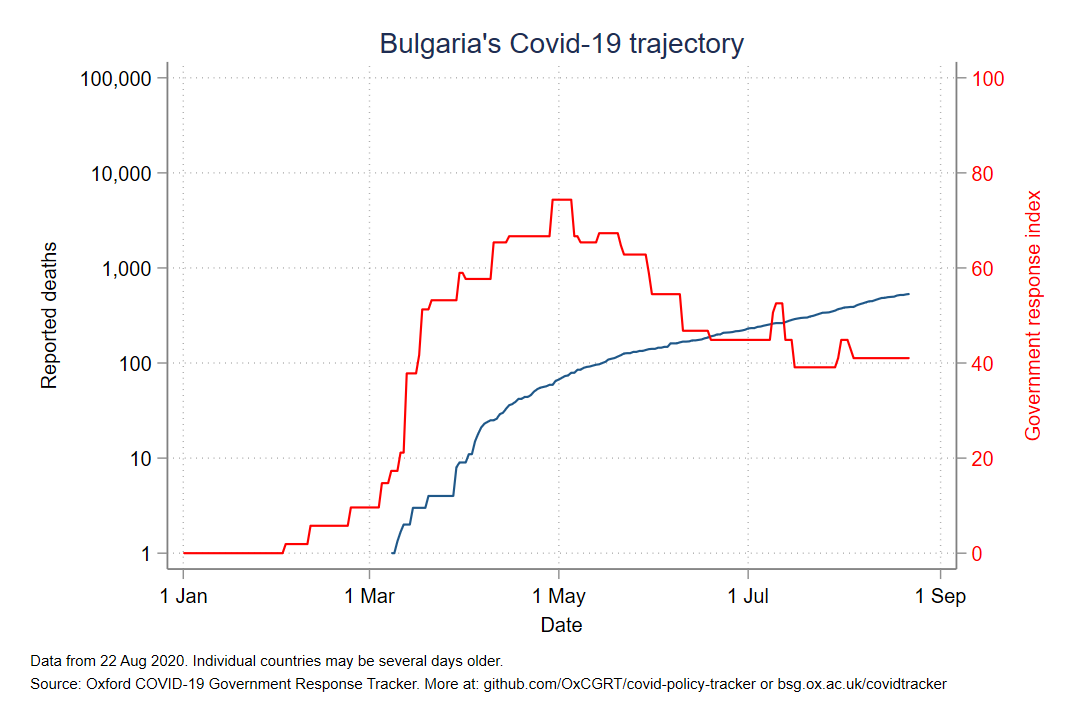 Bulgaria's Covid-19 trajectory
100,000
10,000
1,000
100
10
1
Reported deaths
100
80
60
40
20
0
Government response index
1 Jan
1 Mar
1 May
1 Jul
1 Sep
Date
Data from 22 Aug 2020. Individual countries may be several days older.
Source: Oxford COVID-19 Government Response Tracker. More at: github.com/OxCGRT/covid-policy-tracker or bsg.ox.ac.uk/covidtracker